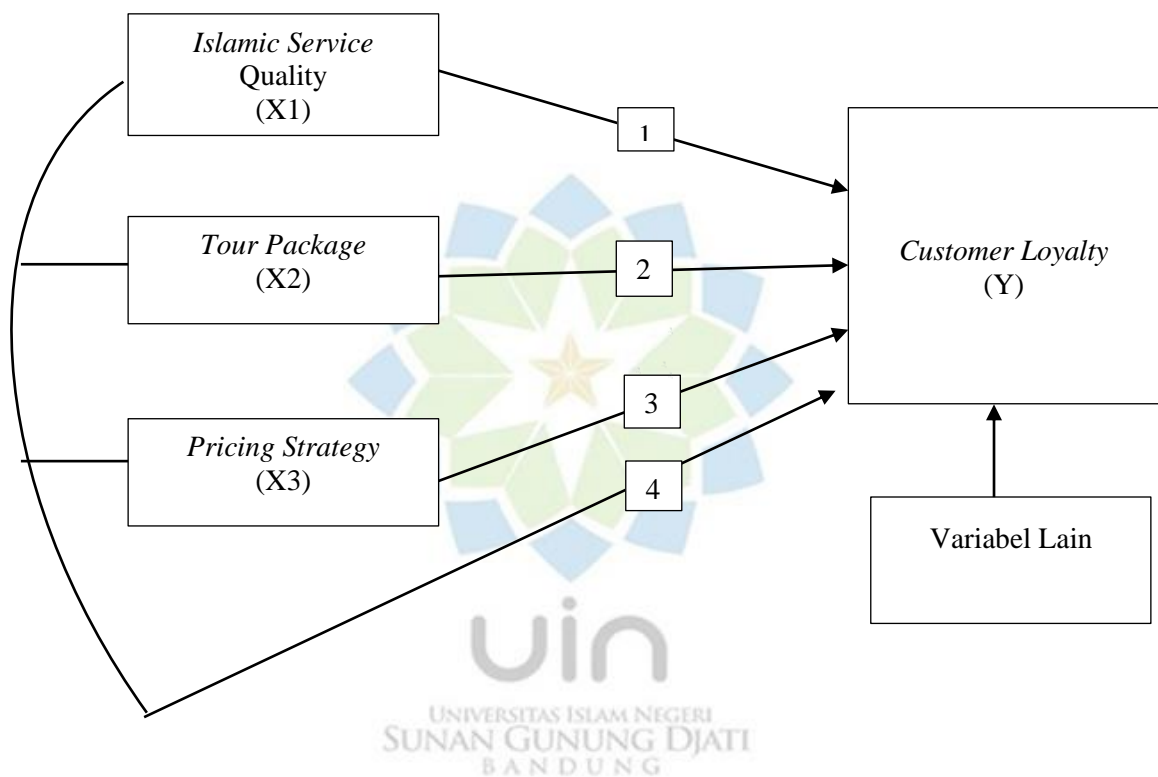 Islamic Service
Quality
(X1)
1
Tour Package
(X2)
2
Customer Loyalty
(Y)
3
Pricing Strategy
(X3)
4
Variabel Lain
uin
UNIVERSITAS ISLAM NEGERI
SUNAN GUNUNG DJATI
BANDUNG